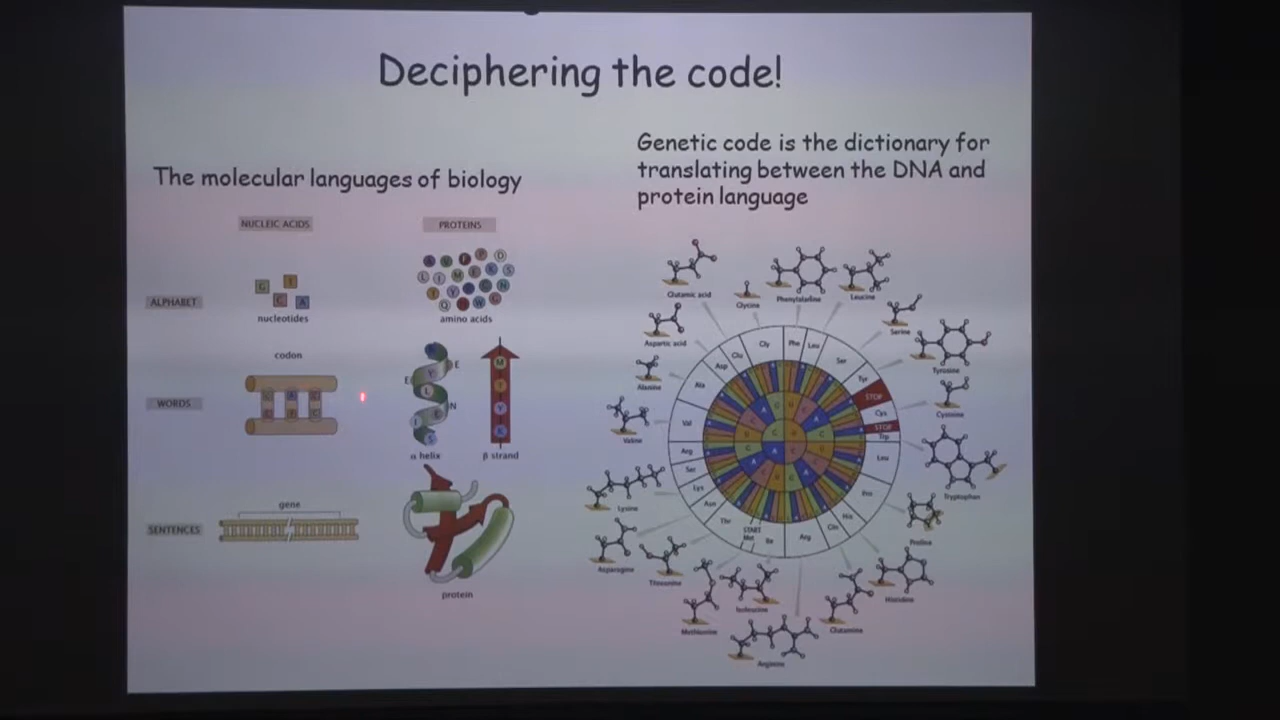 Deciphering the code!
Genetic code is the dictionary for
translating between the DNA and
protein language
The molecular languages of biology
NUCLEIC ACIDS
PROTEINS
ALPHABET
G
T
C
A
nucleotides
amino acids
codon
WORDS
E
E
N
α helix
β strand
SENTENCES
gene
protein
Glutamic acid
Glycine
Phenylalanine
Leucine
Serine
Aspartic acid
Tyrosine
Alanine
Cysteine
Valine
Tryptophan
Lysine
Proline
Asparagine
Threonine
Histidine
Isoleucine
Methionine
Glutamine
Arginine
Gly
Phe
Leu
Glu
Ser
Asp
Tyr
Ala
STOP
Cys
Val
STOP
Trp
Arg
Leu
Ser
Lys
Pro
Asn
His
Thr
Gln
START
Met
Ile
Arg